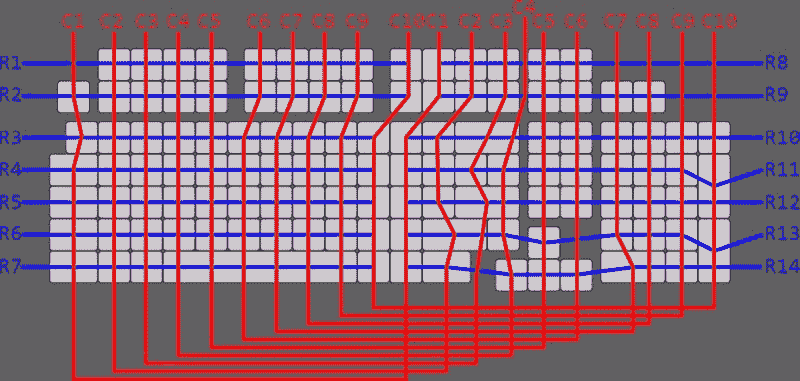 C1 C2 C3 C4 C5 C6 C7 C8 C9 C10 C1 C2 C3 C4 C5 C6 C7 C8 C9 C10
R1 R8
R2 R9
R3 R10
R4 R11
R5 R12
R6 R13
R7 R14